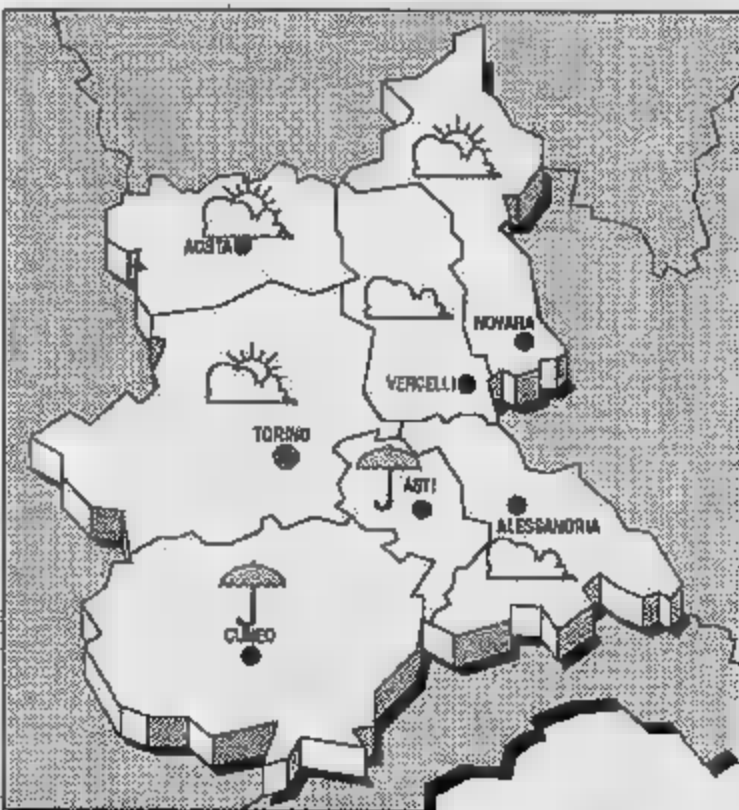 AOSTA
NOVARA
VERCELLI
TORINO
ASTI
ALESSANDRIA
CUNEO